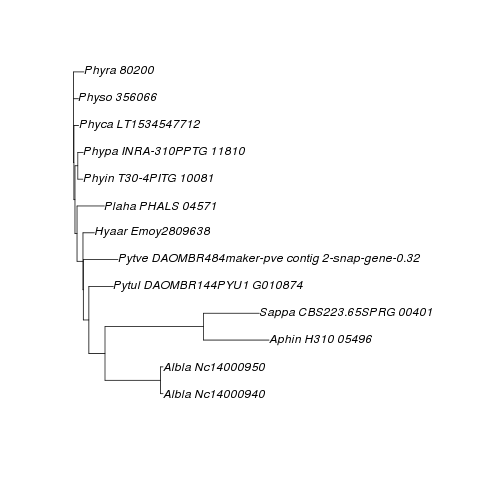 Phyra 80200
Physo 356066
Phyca LT1534547712
Phypa INRA-310PPTG 11810
Phyin T30-4PITG 10081
Plaha PHALS 04571
Hyaar Emoy2809638
Pytve DAOMBR484maker-pve contig 2-snap-gene-0.32
Pytul DAOMBR144PYU1 G010874
Sappa CBS223.65SPRG 00401
Aphin H310 05496
Albla Nc14000950
Albla Nc14000940